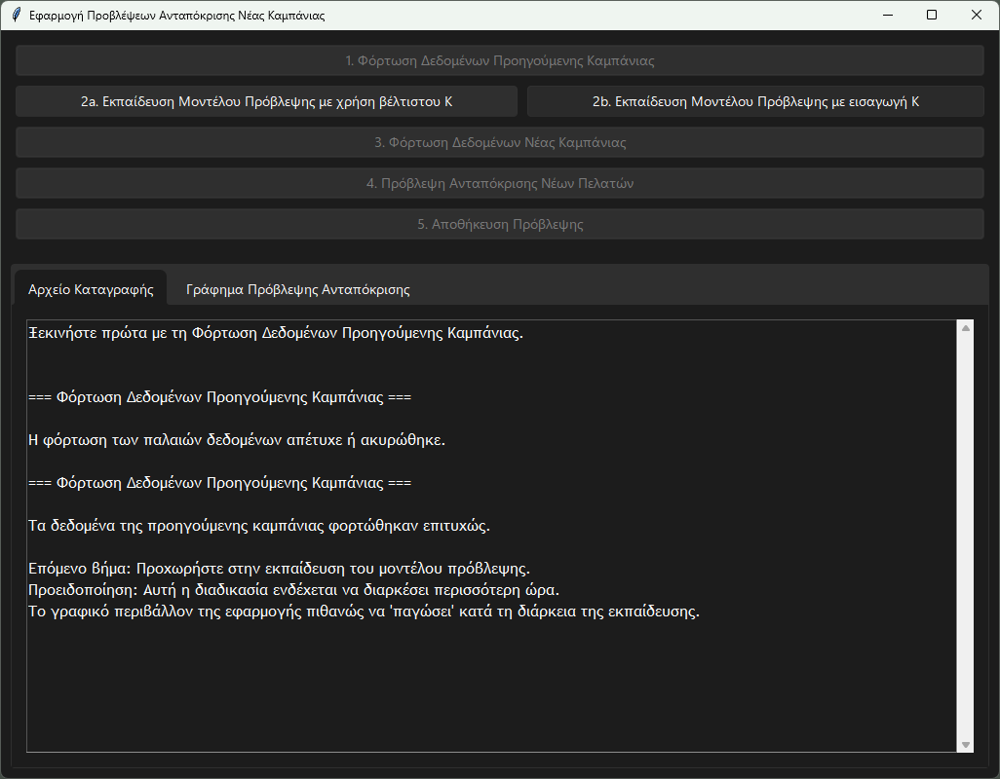 Εφαρμογή Προβλέψεων Ανταπόκρισης Νέας Καμπάνιας
1. Φόρτωση Δεδομένων Προηγούμενης Καμπάνιας
2a. Εκπαίδευση Μοντέλου Πρόβλεψης με χρήση βέλτιστου Κ
2b. Εκπαίδευση Μοντέλου Πρόβλεψης με εισαγωγή Κ
3. Φόρτωση Δεδομένων Νέας Καμπάνιας
4. Πρόβλεψη Ανταπόκρισης Νέων Πελατών
5. Αποθήκευση Πρόβλεψης
Αρχείο Καταγραφής
Γράφημα Πρόβλεψης Ανταπόκρισης
Ξεκινήστε πρώτα με τη Φόρτωση Δεδομένων Προηγούμενης Καμπάνιας.
=== Φόρτωση Δεδομένων Προηγούμενης Καμπάνιας ===
Η φόρτωση των παλαιών δεδομένων απέτυχε ή ακυρώθηκε.
=== Φόρτωση Δεδομένων Προηγούμενης Καμπάνιας ===
Τα δεδομένα της προηγούμενης καμπάνιας φορτώθηκαν επιτυχώς.
Επόμενο βήμα: Προχωρήστε στην εκπαίδευση του μοντέλου πρόβλεψης.
Προειδοποίηση: Αυτή η διαδικασία ενδέχεται να διαρκέσει περισσότερη ώρα.
Το γραφικό περιβάλλον της εφαρμογής πιθανώς να 'παγώσει' κατά τη διάρκεια της εκπαίδευσης.